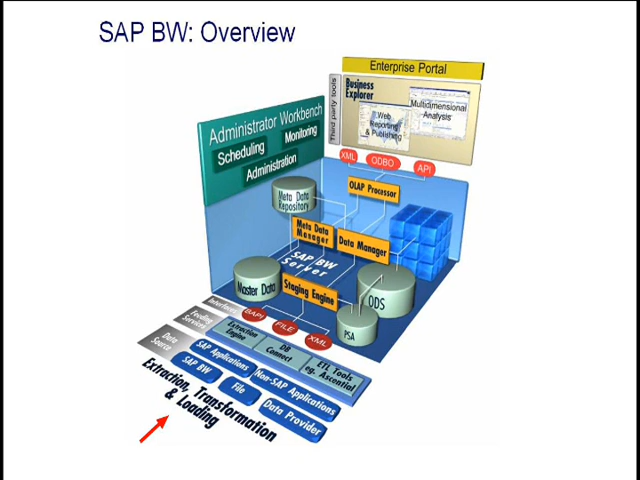 SAP BW: Overview
Enterprise Portal
Third party tools
Business
Explorer
Web
Reporting
& Publishing
Multidimensional
Analysis
XML
ODBO
API
Administrator Workbench
Scheduling
Monitoring
Administration
OLAP Processor
Meta Data
Repository
Meta Data
Manager
Data Manager
SAP BW
Server
Master Data
Staging Engine
ODS
PSA
Interfaces
BAPI
FILE
XML
Feeding
Services
Extraction
Engine
DB
Connect
ETL Tools
eg. Ascential
Data
Source
SAP Applications
Non-SAP Applications
SAP BW
File
Data Provider
Extraction, Transformation
& Loading